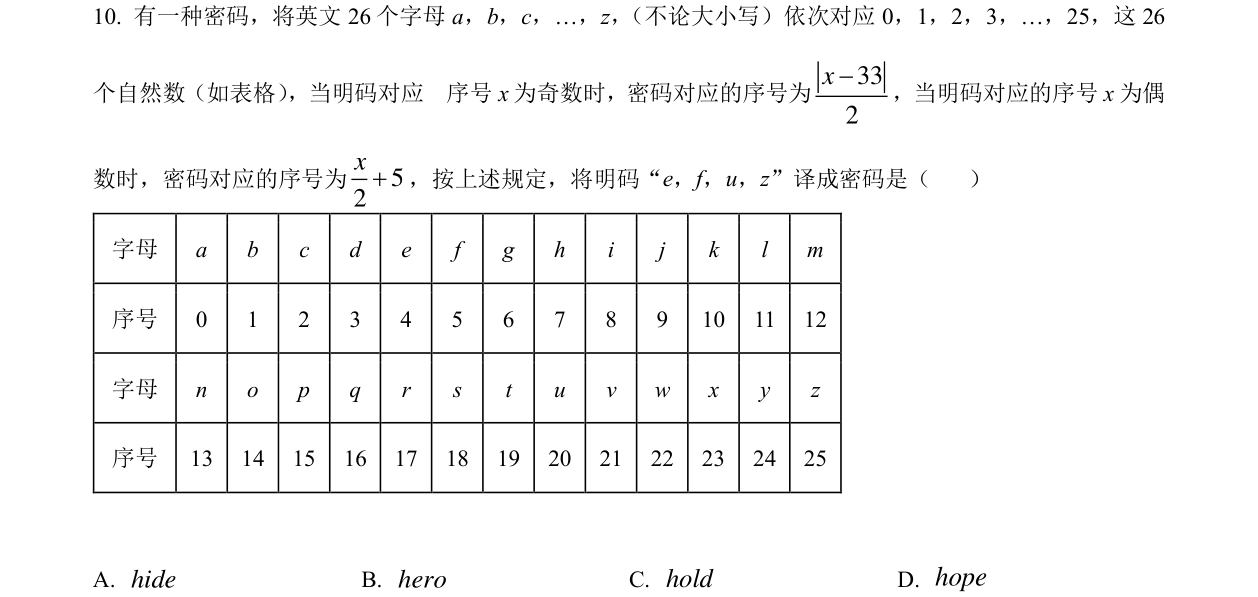 10. 有一种密码，将英文 26 个字母 a，b，c，…，z，（不论大小写）依次对应 0，1，2，3，…，25，这 26
个自然数（如表格），当明码对应 序号 x 为奇数时，密码对应的序号为 |x−33|/2 ，当明码对应的序号 x 为偶
数时，密码对应的序号为 x/2+5，按上述规定，将明码“e，f，u，z”译成密码是（ ）
字母 a b c d e f g h i j k l m
序号 0 1 2 3 4 5 6 7 8 9 10 11 12
字母 n o p q r s t u v w x y z
序号 13 14 15 16 17 18 19 20 21 22 23 24 25
A. hide B. hero C. hold D. hope